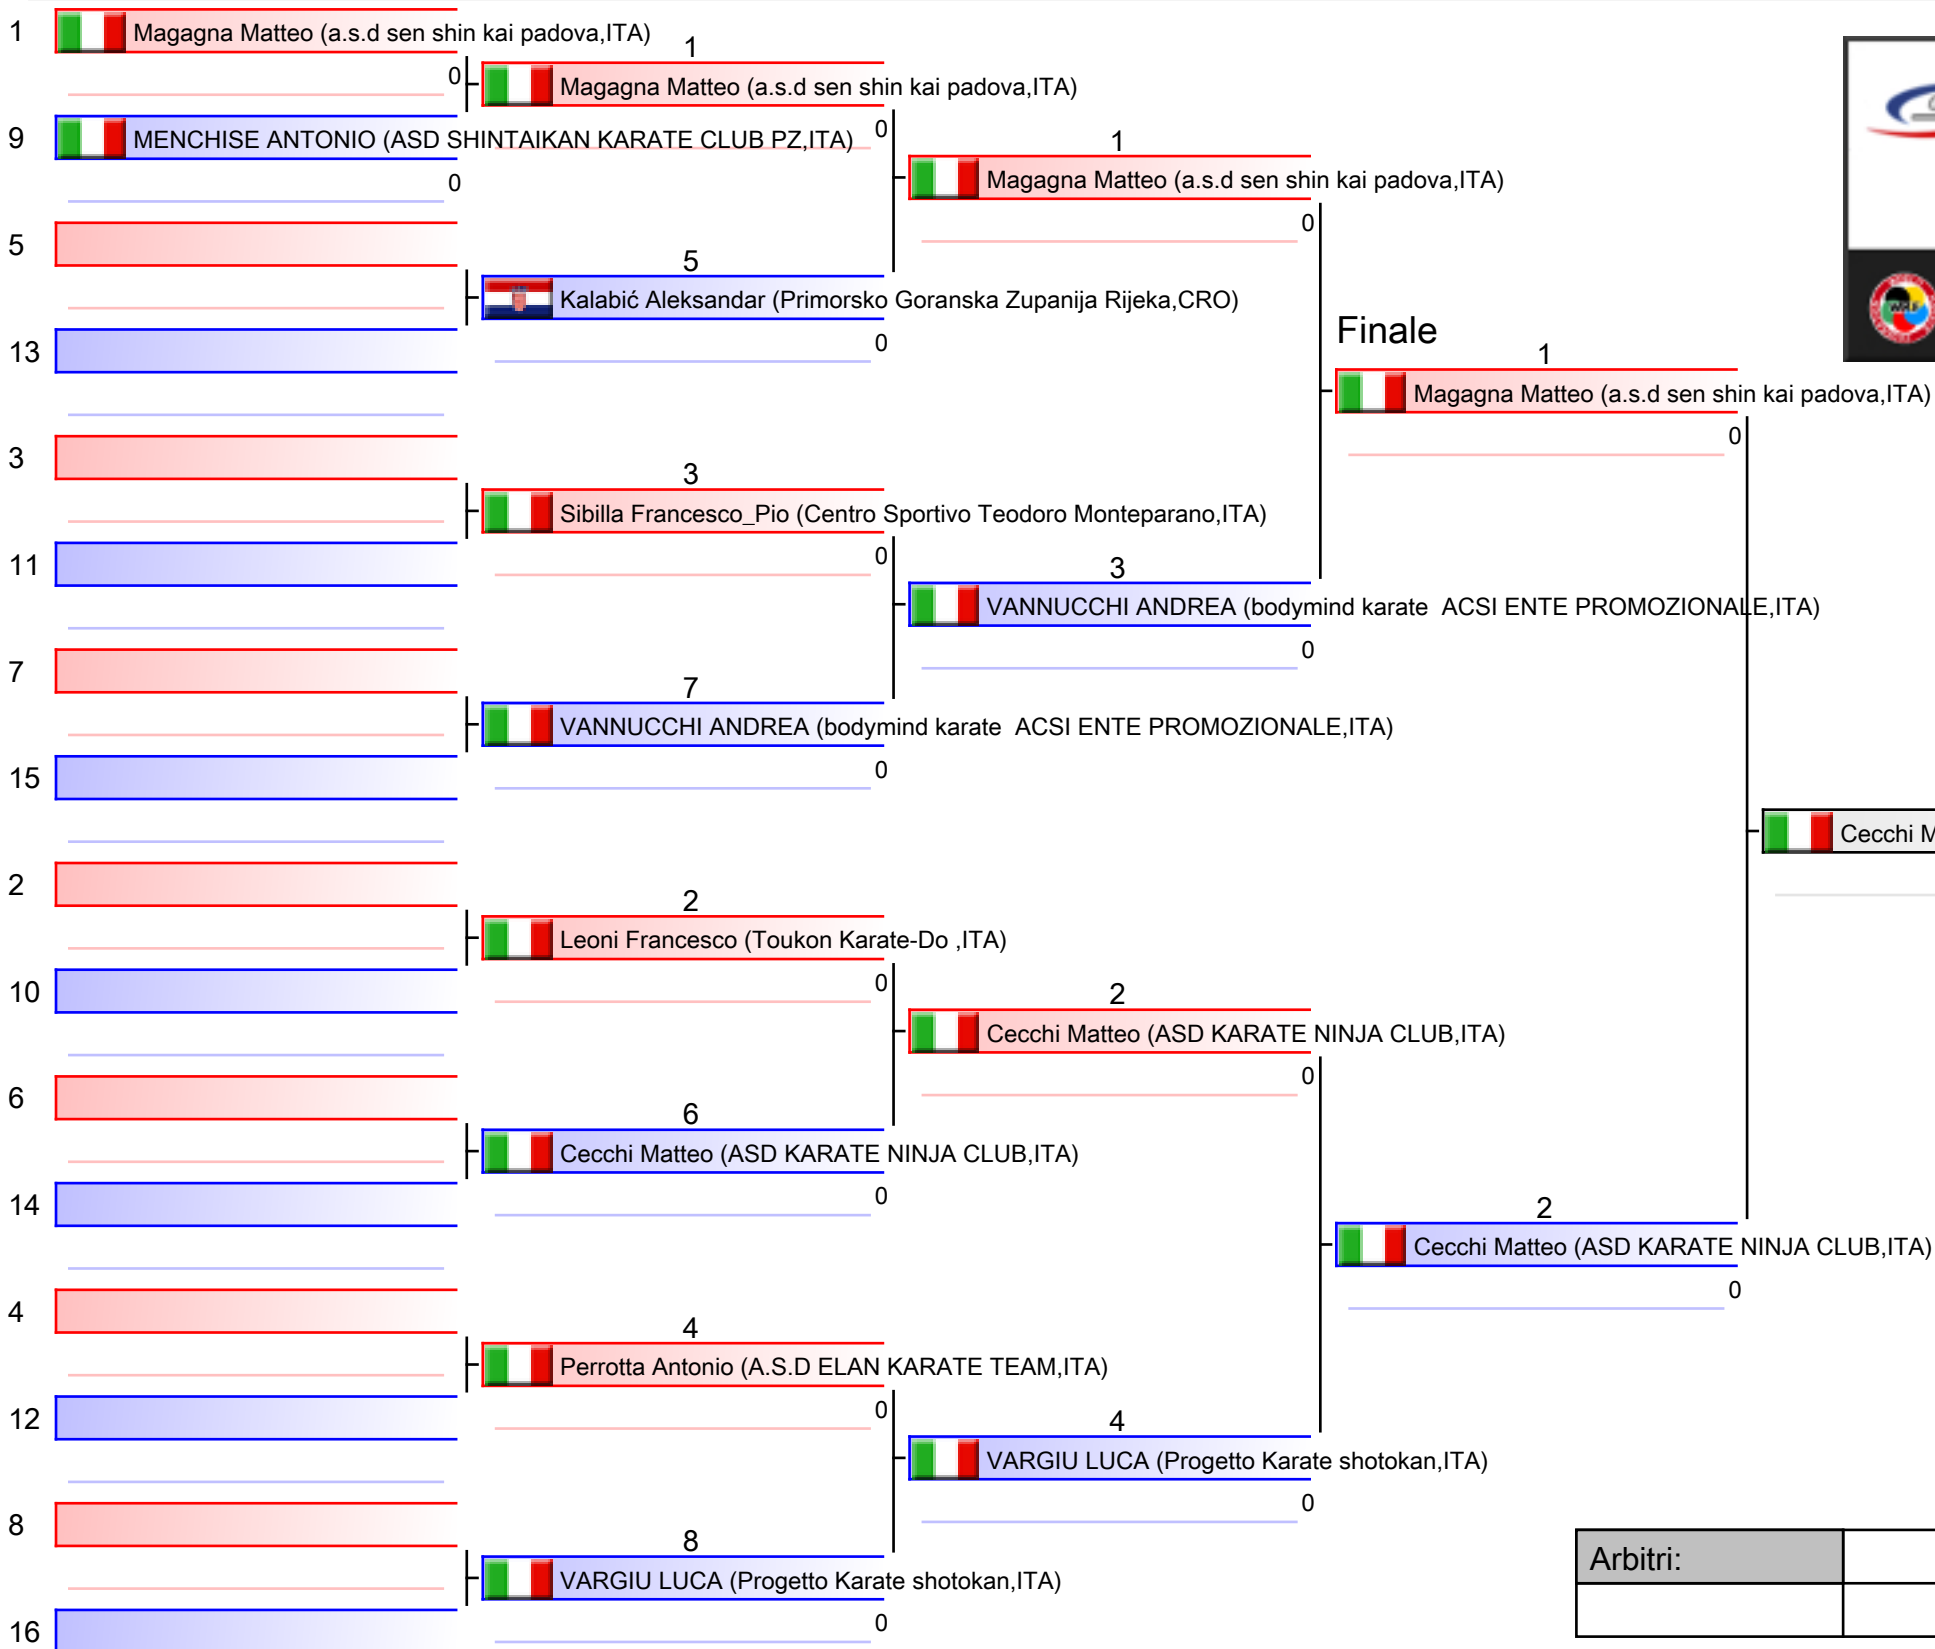 1
Magagna Matteo (a.s.d sen shin kai padova,ITA)
0
9
MENCHISE ANTONIO (ASD SHINTAIKAN KARATE CLUB PZ,ITA)
0
5
13
3
11
7
15
2
10
6
14
4
12
8
16
1
Magagna Matteo (a.s.d sen shin kai padova,ITA)
0
5
Kalabić Aleksandar (Primorsko Goranska Zupanija Rijeka,CRO)
0
3
Sibilla Francesco_Pio (Centro Sportivo Teodoro Monteparano,ITA)
0
7
VANNUCCHI ANDREA (bodymind karate  ACSI ENTE PROMOZIONALE,ITA)
0
2
Leoni Francesco (Toukon Karate-Do ,ITA)
0
6
Cecchi Matteo (ASD KARATE NINJA CLUB,ITA)
0
4
Perrotta Antonio (A.S.D ELAN KARATE TEAM,ITA)
0
8
VARGIU LUCA (Progetto Karate shotokan,ITA)
0
1
Magagna Matteo (a.s.d sen shin kai padova,ITA)
0
3
VANNUCCHI ANDREA (bodymind karate  ACSI ENTE PROMOZIONALE,ITA)
0
2
Cecchi Matteo (ASD KARATE NINJA CLUB,ITA)
0
4
VARGIU LUCA (Progetto Karate shotokan,ITA)
0
Finale
1
Magagna Matteo (a.s.d sen shin kai padova,ITA)
0
2
Cecchi Matteo (ASD KARATE NINJA CLUB,ITA)
0
Cecchi M
Arbitri: